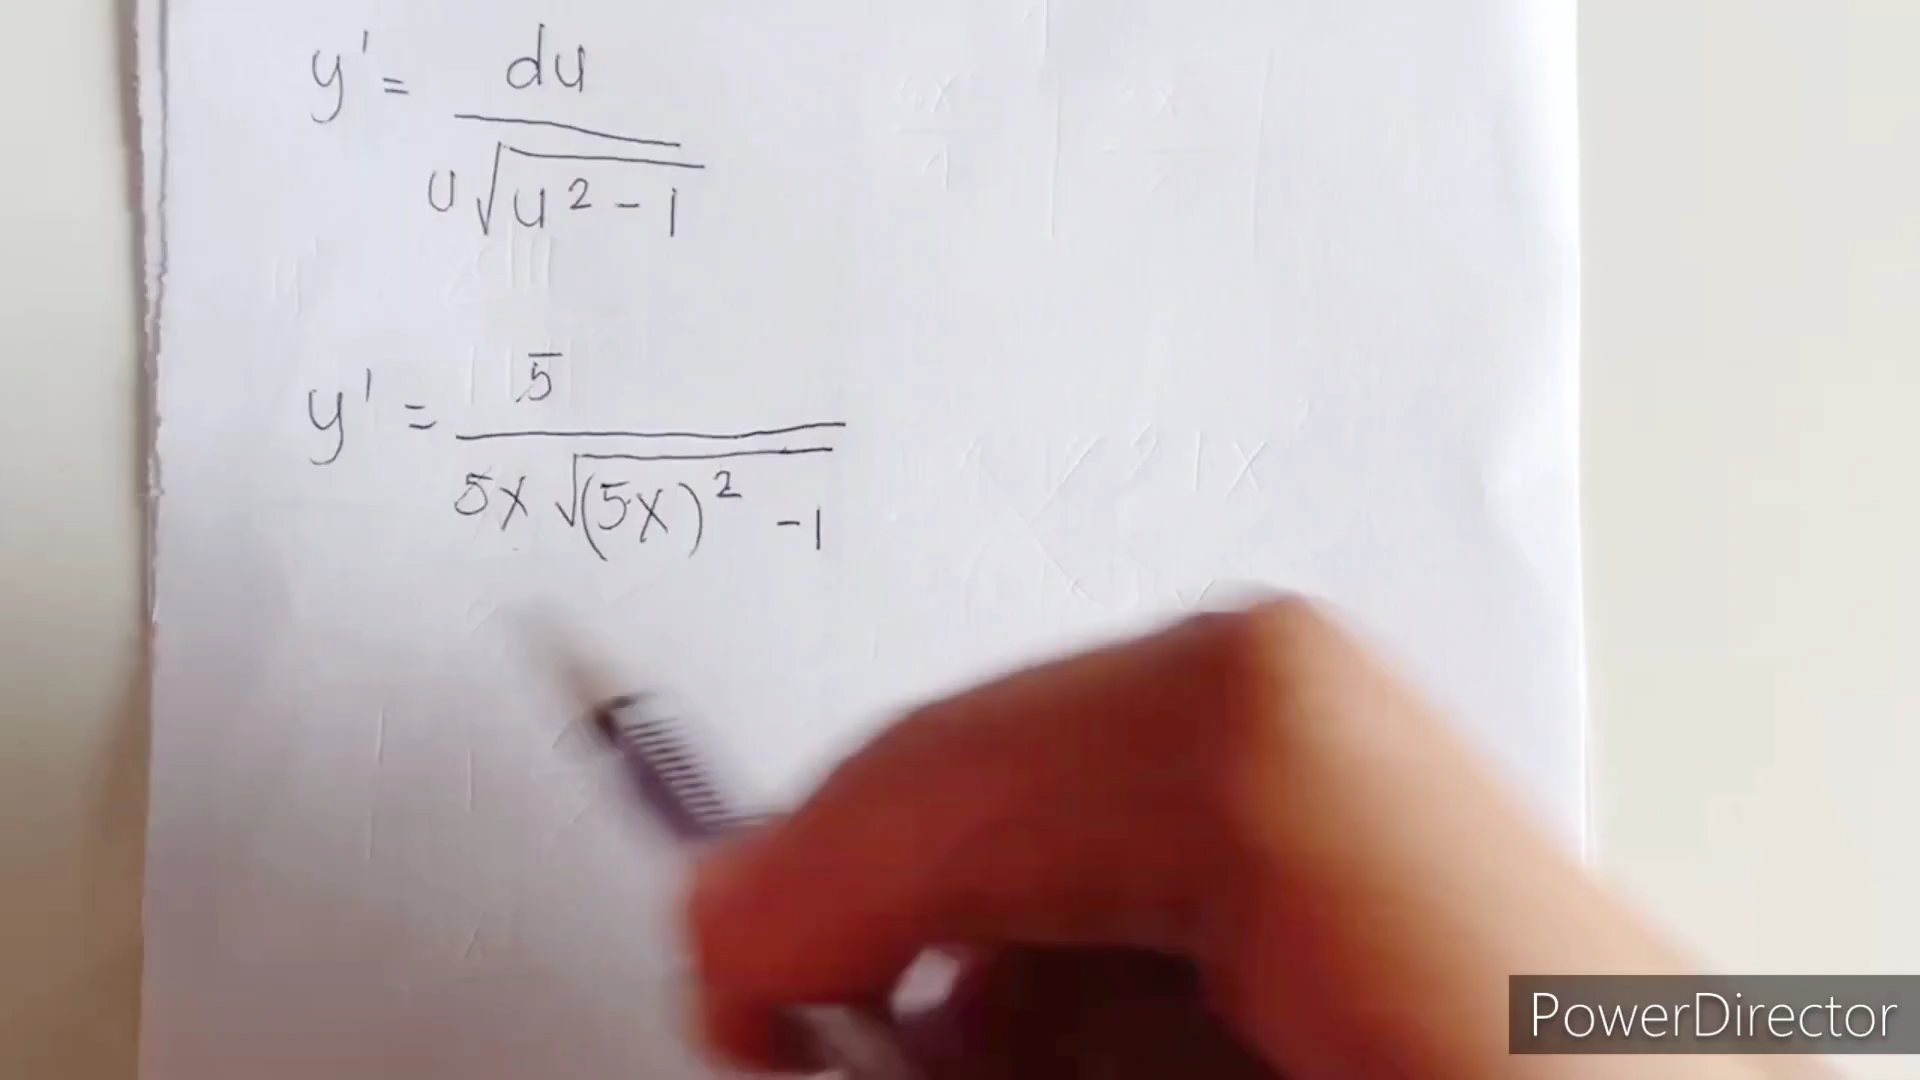 y' = du
u√u² - 1
y' = 5
5x √(5x)² - 1
PowerDirector